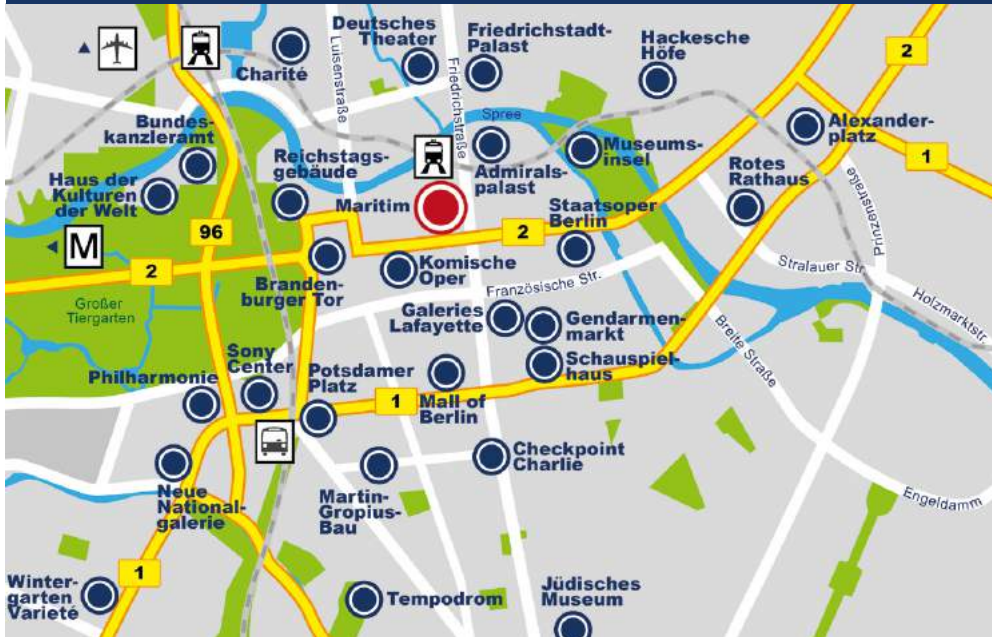 Deutsches
Theater
Friedrichstadt-
Palast
Hackesche
Höfe
Charité
Luisenstraße
Friedrichstraße
2
Spree
Alexander-
platz
Bundes-
kanzleramt
Reichstags-
gebäude
Admirals-
palast
Museums-
insel
1
Rotes
Rathaus
Prinzenstraße
Haus der
Kulturen
der Welt
Maritim
Staatsoper
Berlin
96
2
M
2
Komische
Oper
Branden-
burger Tor
Französische Str.
Stralauer Str.
Holzmarktstr.
Großer
Tiergarten
Galeries
Lafayette
Gendarmen-
markt
Breite Straße
Sony
Center
Philharmonie
Potsdamer
Platz
Schauspiel-
haus
1
Mall of
Berlin
Checkpoint
Charlie
Neue
National-
galerie
Martin-
Gropius-
Bau
Engeldamm
1
Winter-
garten
Varieté
Tempodrom
Jüdisches
Museum